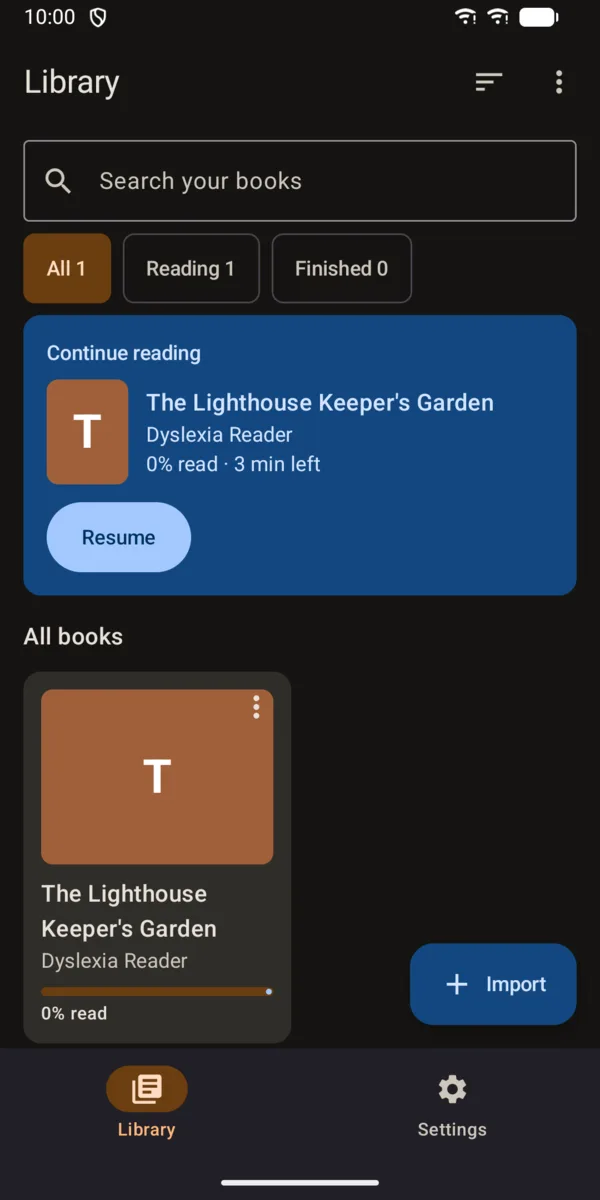 10:00
Library
Search your books
All 1
Reading 1
Finished 0
Continue reading
T
The Lighthouse Keeper's Garden
Dyslexia Reader
0% read · 3 min left
Resume
All books
T
The Lighthouse
Keeper's Garden
Dyslexia Reader
0% read
Import
Library
Settings